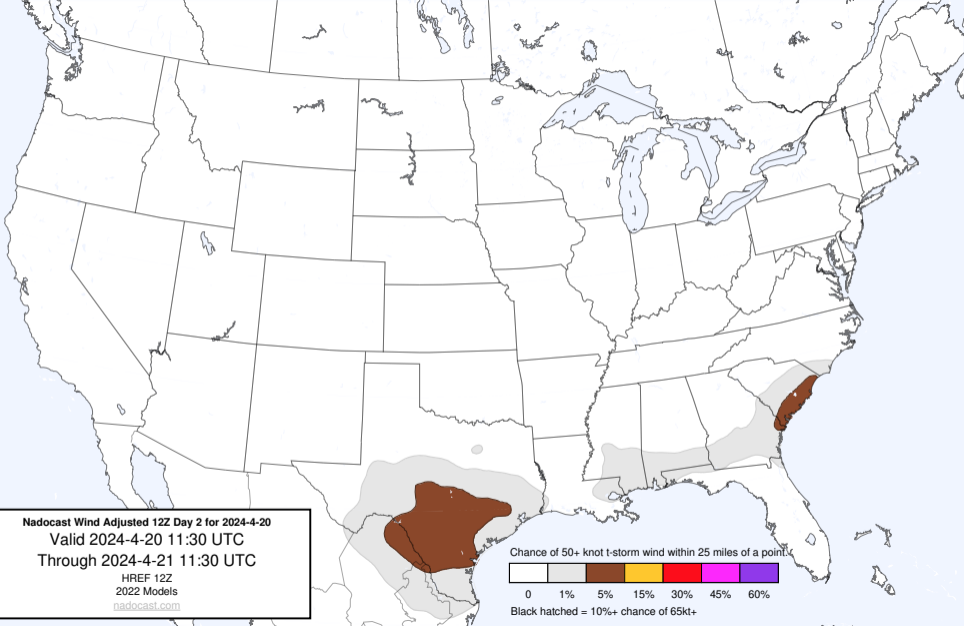 Nadocast Wind Adjusted 12Z Day 2 for 2024-4-20
Valid 2024-4-20 11:30 UTC
Through 2024-4-21 11:30 UTC
HREF 12Z
2022 Models
nadocast.com
Chance of 50+ knot t-storm wind within 25 miles of a point.
0 1% 5% 15% 30% 45% 60%
Black hatched = 10%+ chance of 65kt+